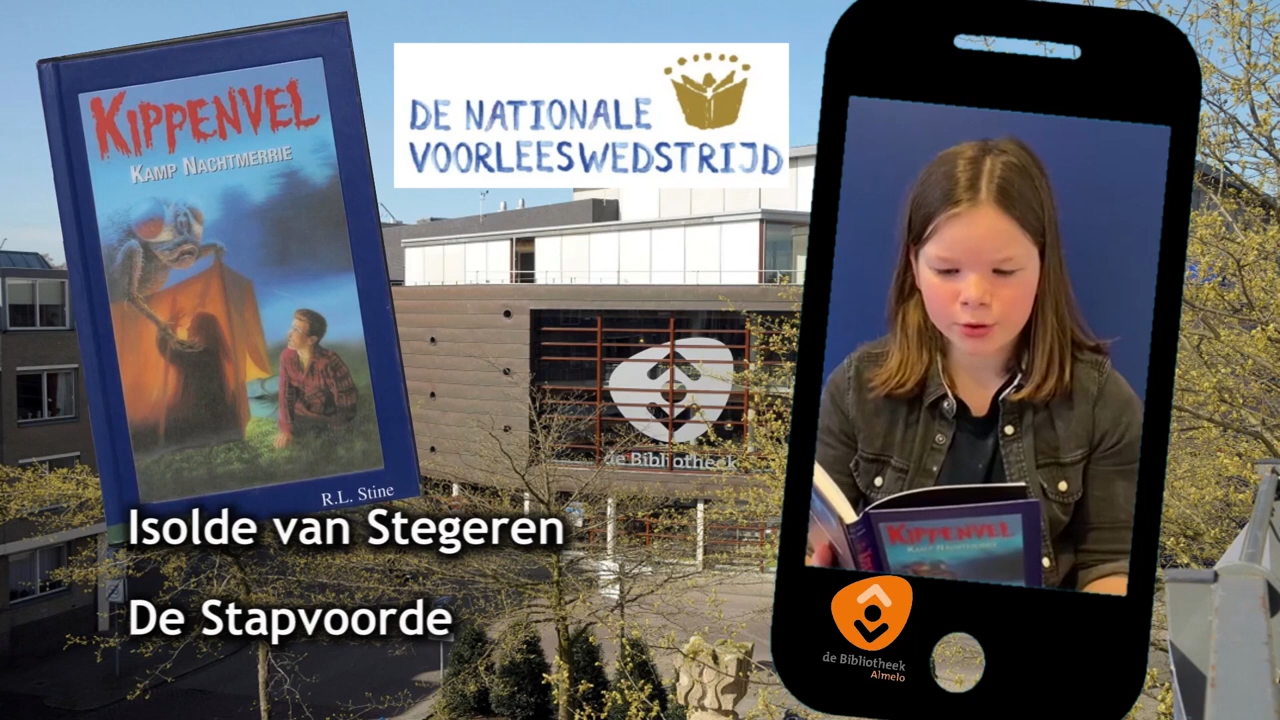 KIPPENVEL
KAMP NACHTMERRIE
R.L. Stine
DE NATIONALE
VOORLEESWEDSTRIJD
de Bibliotheek
Isolde van Stegeren
De Stapvoorde
KIPPENVEL
KAMP NACHTMERRIE
de Bibliotheek
Almelo